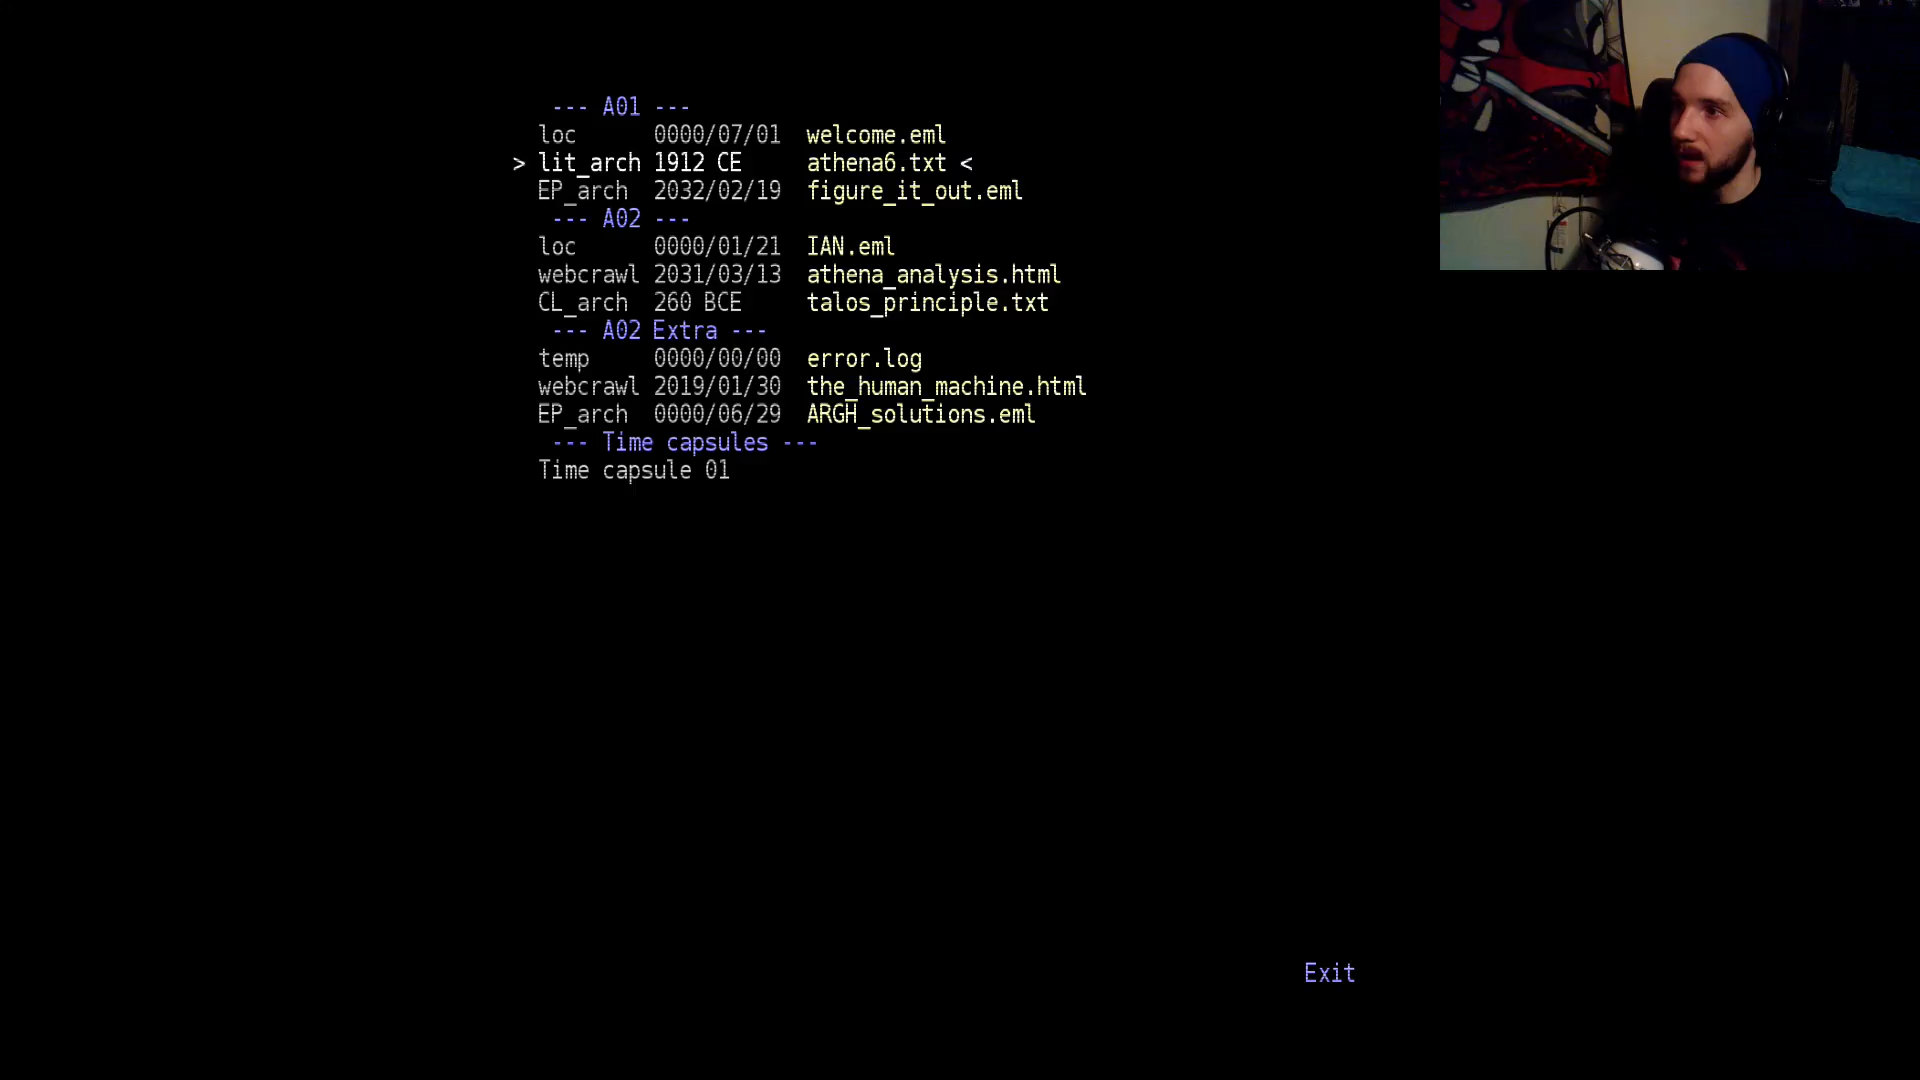 --- A01 ---
loc 0000/07/01 welcome.eml
> lit_arch 1912 CE athena6.txt <
EP_arch 2032/02/19 figure_it_out.eml
--- A02 ---
loc 0000/01/21 IAN.eml
webcrawl 2031/03/13 athena_analysis.html
CL_arch 260 BCE talos_principle.txt
--- A02 Extra ---
temp 0000/00/00 error.log
webcrawl 2019/01/30 the_human_machine.html
EP_arch 0000/06/29 ARGH_solutions.eml
--- Time capsules ---
Time capsule 01
Exit